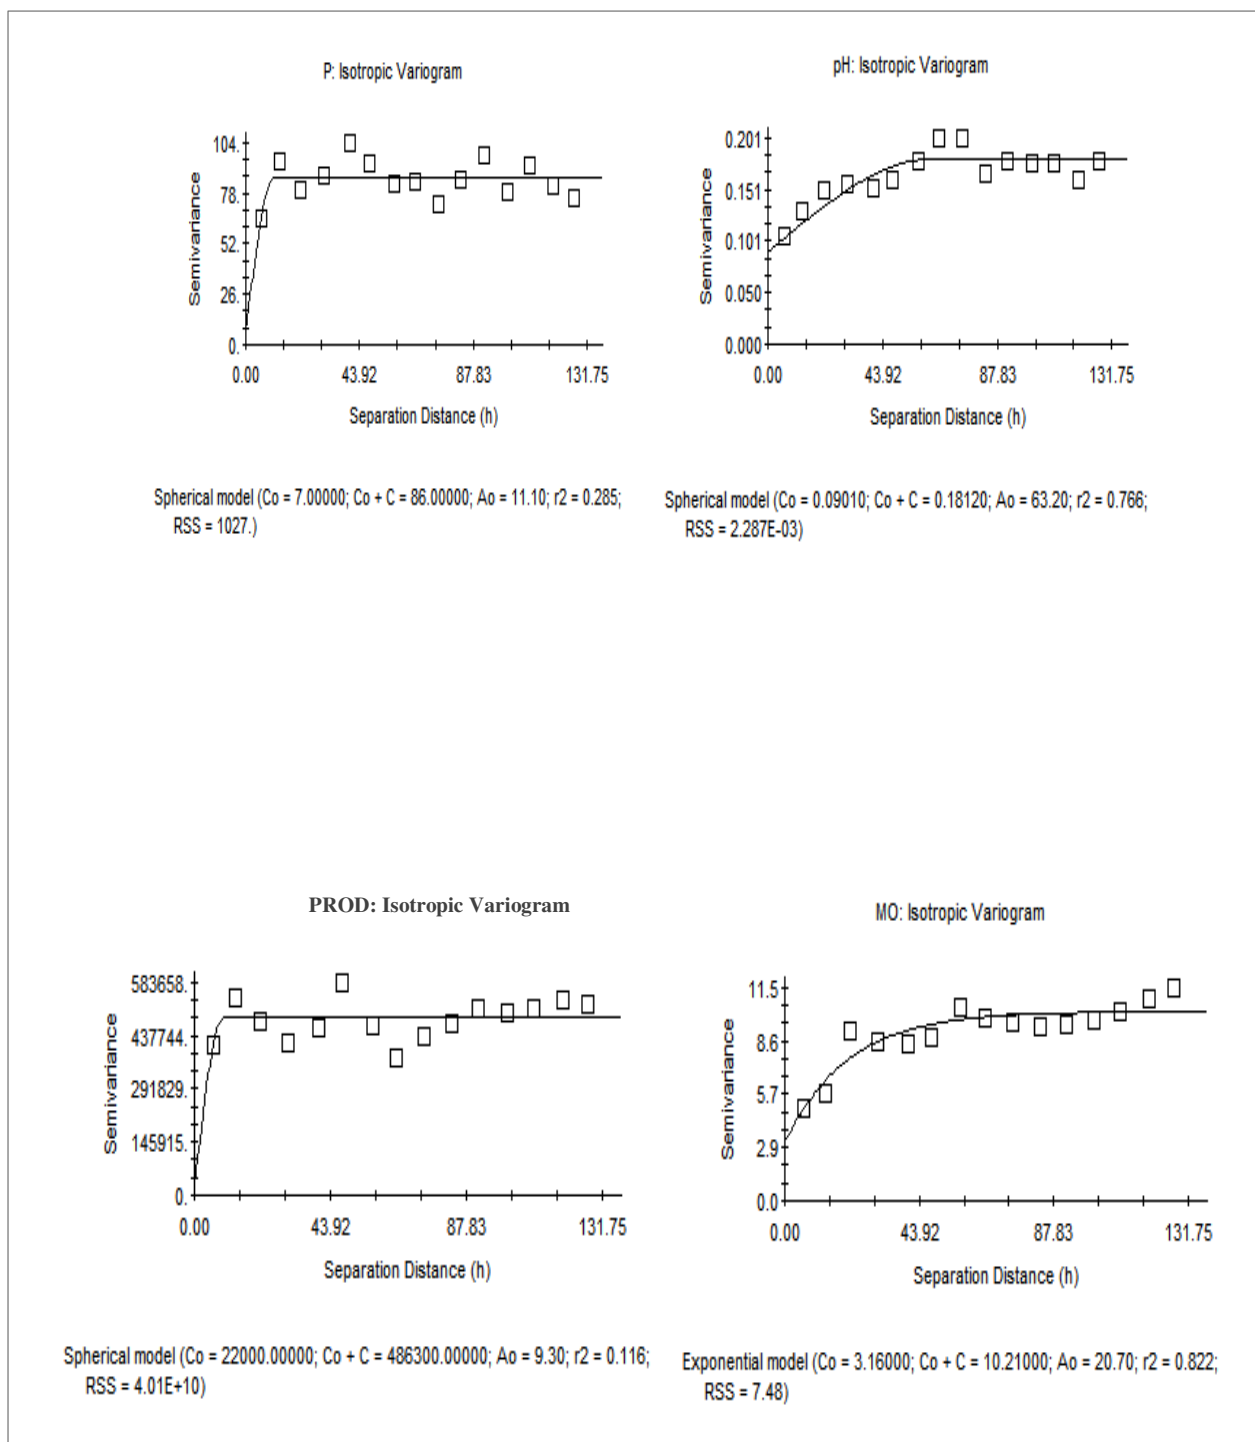 P: Isotropic Variogram
104.
78.
52.
26.
0.
Semivariance
0.00 43.92 87.83 131.75
Separation Distance (h)
Spherical model (Co = 7.00000; Co + C = 86.00000; Ao = 11.10; r2 = 0.285;
RSS = 1027.)
pH: Isotropic Variogram
0.201
0.151
0.101
0.050
0.000
Semivariance
0.00 43.92 87.83 131.75
Separation Distance (h)
Spherical model (Co = 0.09010; Co + C = 0.18120; Ao = 63.20; r2 = 0.766;
RSS = 2.287E-03)
PROD: Isotropic Variogram
583658.
437744.
291829.
145915.
0.
Semivariance
0.00 43.92 87.83 131.75
Separation Distance (h)
Spherical model (Co = 22000.00000; Co + C = 486300.00000; Ao = 9.30; r2 = 0.116;
RSS = 4.01E+10)
MO: Isotropic Variogram
11.5
8.6
5.7
2.9
0.0
Semivariance
0.00 43.92 87.83 131.75
Separation Distance (h)
Exponential model (Co = 3.16000; Co + C = 10.21000; Ao = 20.70; r2 = 0.822;
RSS = 7.48)